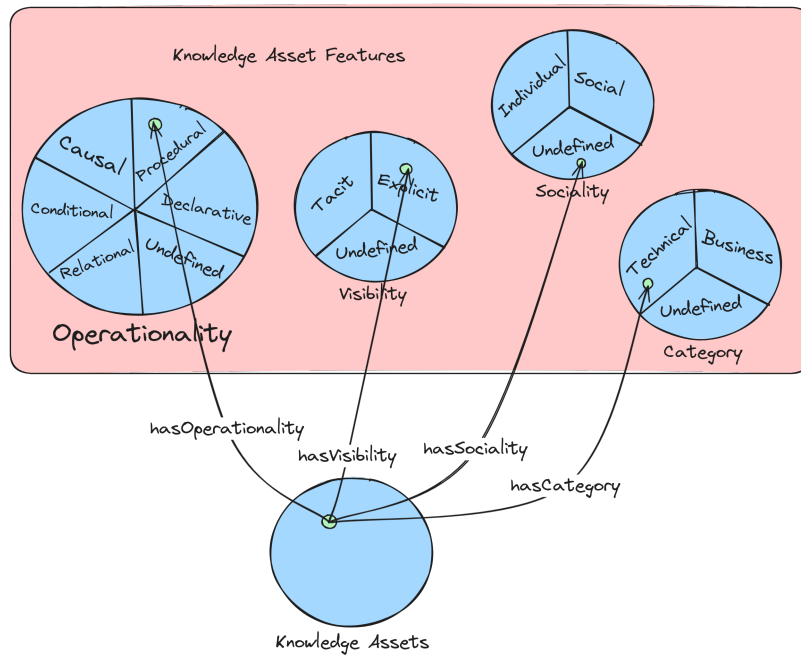 Knowledge Asset Features
Individual
Social
Undefined
Sociality
Causal
Procedural
Conditional
Declarative
Relational
Undefined
Operationality
Tacit
Explicit
Undefined
Visibility
Technical
Business
Undefined
Category
hasOperationality
hasVisibility
hasSociality
hasCategory
Knowledge Assets